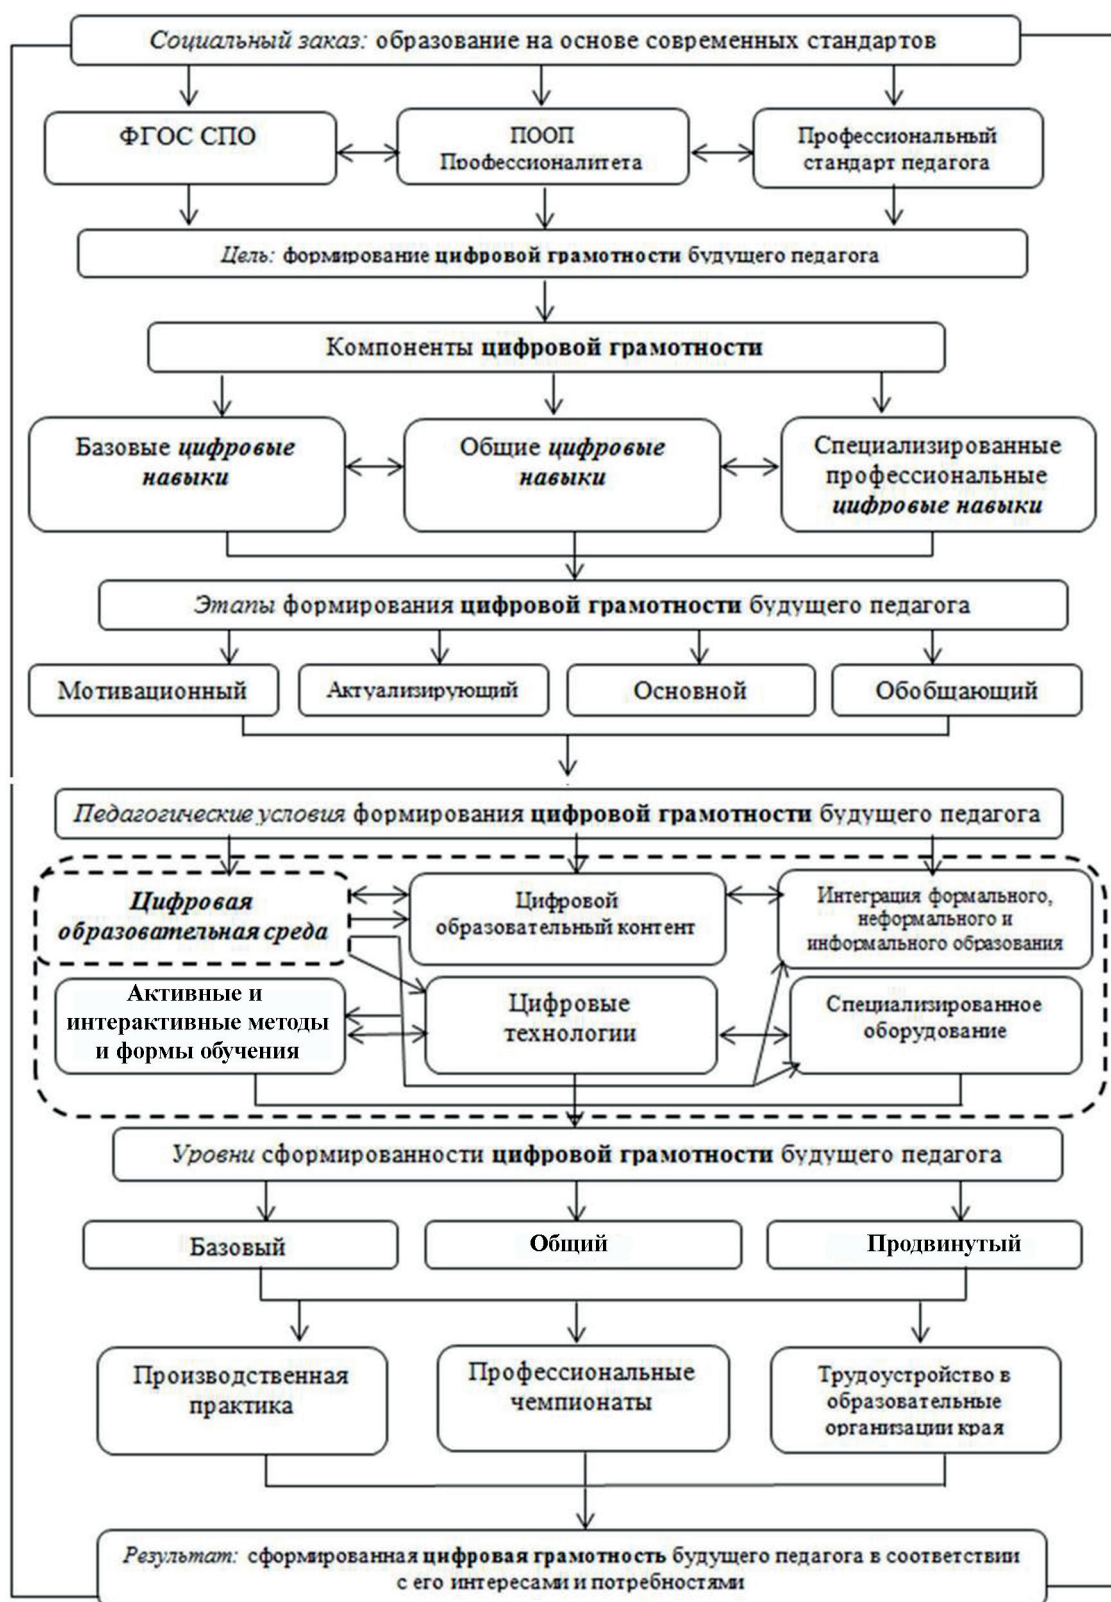 Социальный заказ: образование на основе современных стандартов
ФГОС СПО
ПООП
Профессионалитета
Профессиональный
стандарт педагога
Цель: формирование цифровой грамотности будущего педагога
Компоненты цифровой грамотности
Базовые цифровые
навыки
Общие цифровые
навыки
Специализированные
профессиональные
цифровые навыки
Этапы формирования цифровой грамотности будущего педагога
Мотивационный
Актуализирующий
Основной
Обобщающий
Педагогические условия формирования цифровой грамотности будущего педагога
Цифровая
образовательная среда
Цифровой
образовательный контент
Интеграция формального,
неформального и
информального образования
Активные и
интерактивные методы
и формы обучения
Цифровые
технологии
Специализированное
оборудование
Уровни сформированности цифровой грамотности будущего педагога
Базовый
Общий
Продвинутый
Производственная
практика
Профессиональные
чемпионаты
Трудоустройство в
образовательные
организации края
Результат: сформированная цифровая грамотность будущего педагога в соответствии
с его интересами и потребностями